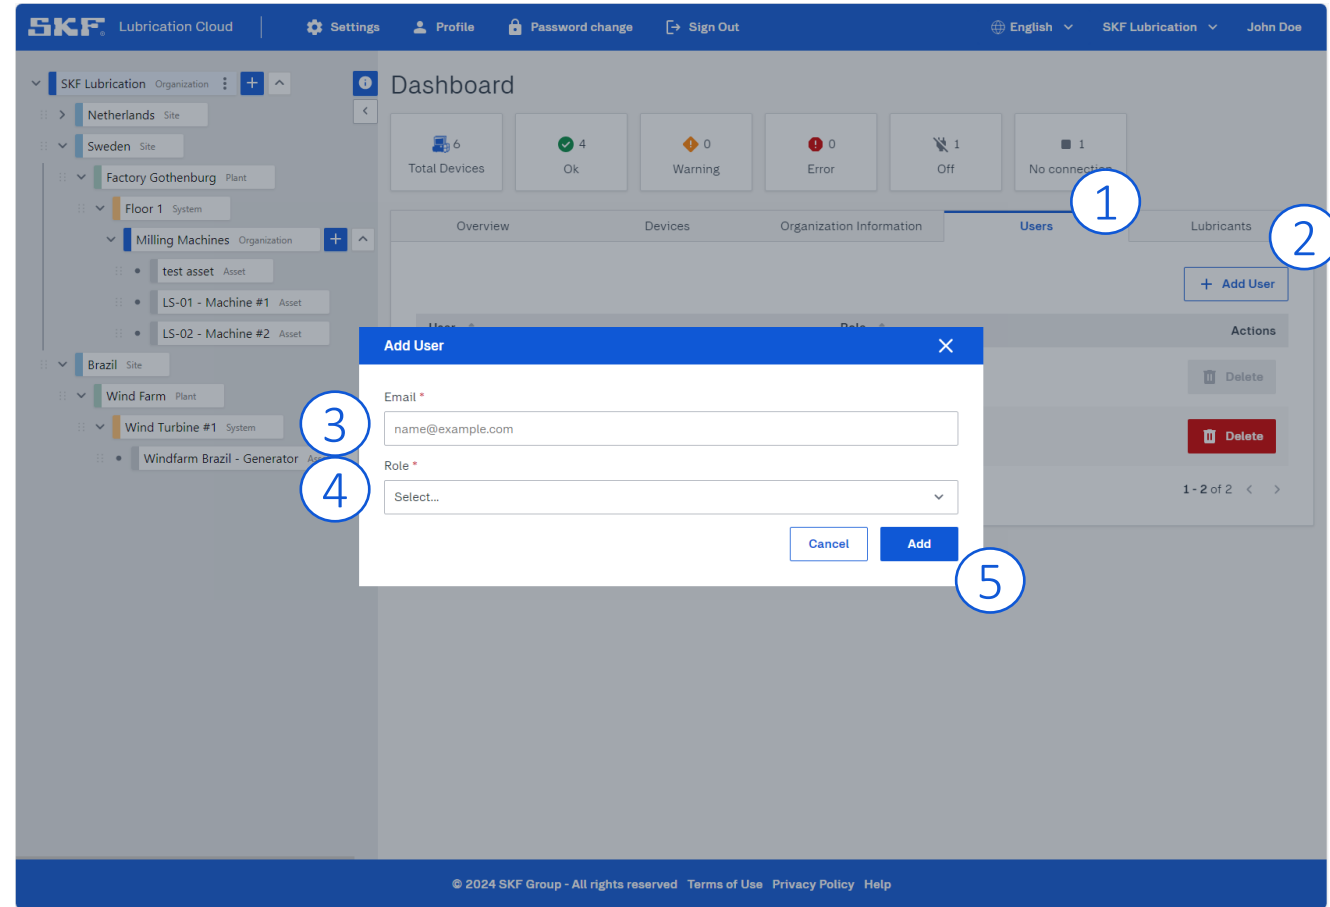 SKF. Lubrication Cloud Settings Profile Password change Sign Out English SKF Lubrication John Doe
SKF Lubrication Organization
Netherlands Site
Sweden Site
Factory Gothenburg Plant
Floor 1 System
Milling Machines Organization
test asset Asset
LS-01 - Machine #1 Asset
LS-02 - Machine #2 Asset
Brazil Site
Wind Farm Plant
Wind Turbine #1 System
Windfarm Brazil - Generator
Dashboard
6 4 0 0 1 1
Total Devices Ok Warning Error Off No connection
1
Overview Devices Organization Information Users Lubricants
2
+ Add User
User Role Actions
Delete
Delete
1 - 2 of 2
Add User
Email *
3 name@example.com
Role *
4 Select...
Cancel Add
5
© 2024 SKF Group - All rights reserved Terms of Use Privacy Policy Help